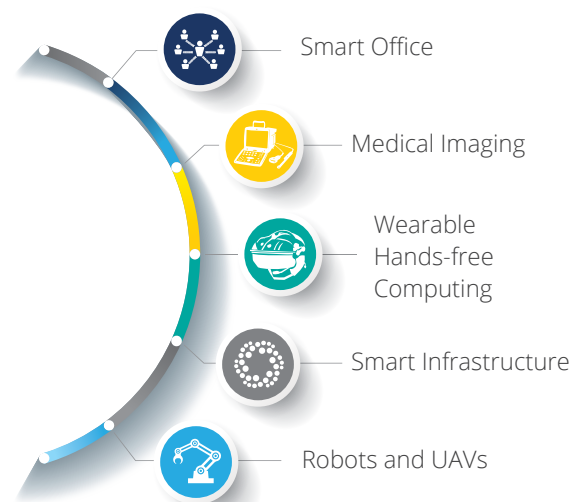 Smart Office
Medical Imaging
Wearable
Hands-free
Computing
Smart Infrastructure
Robots and UAVs